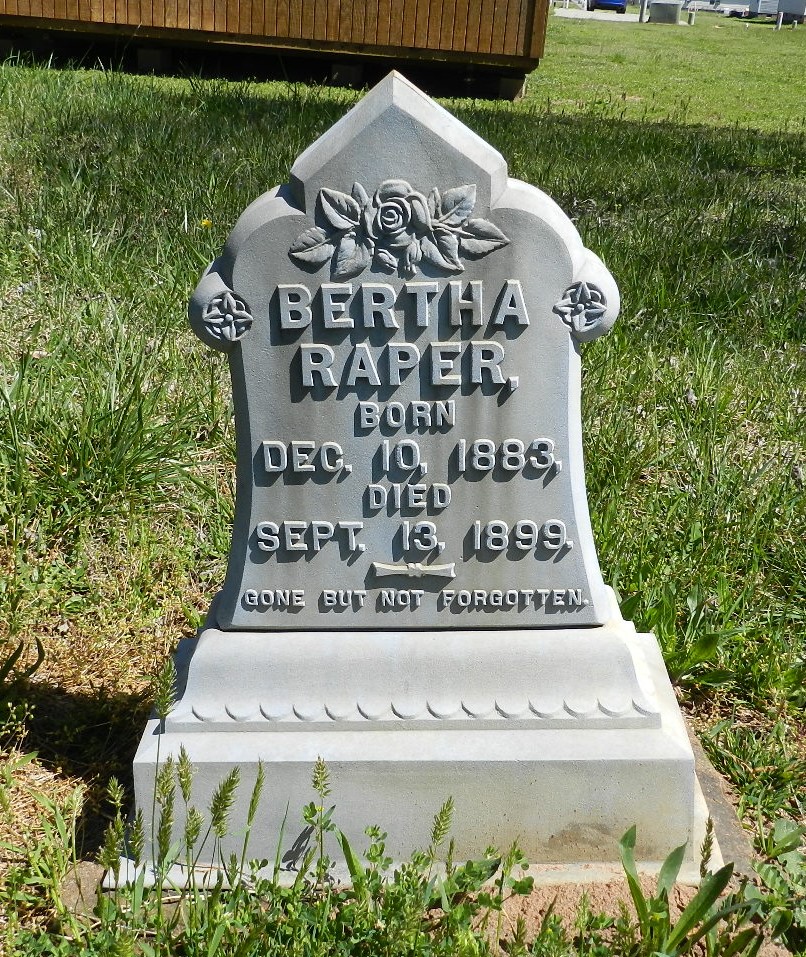 BERTHA
RAPER,
BORN
DEC. 10, 1883,
DIED
SEPT. 13, 1899.
GONE BUT NOT FORGOTTEN.